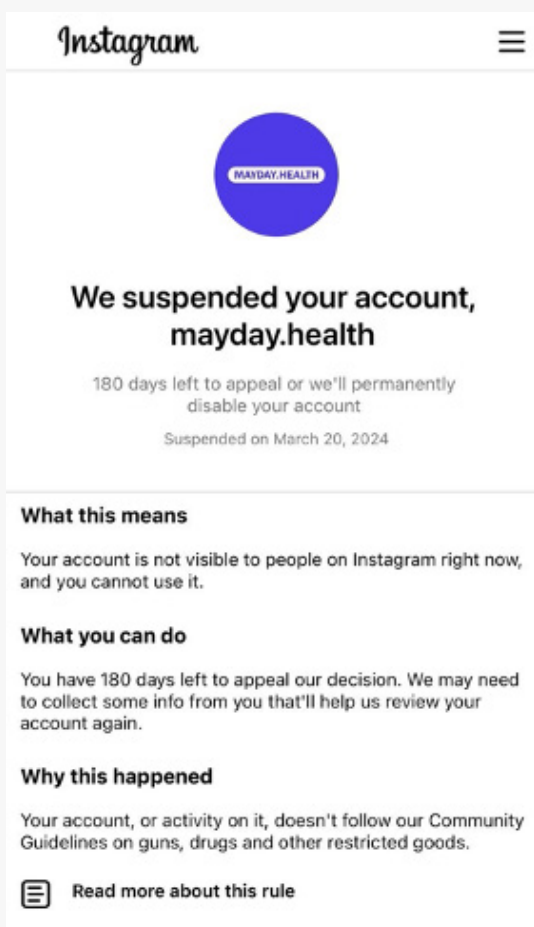 Instagram
MAYDAY.HEALTH
We suspended your account,
mayday.health
180 days left to appeal or we'll permanently
disable your account
Suspended on March 20, 2024
What this means
Your account is not visible to people on Instagram right now,
and you cannot use it.
What you can do
You have 180 days left to appeal our decision. We may need
to collect some info from you that'll help us review your
account again.
Why this happened
Your account, or activity on it, doesn't follow our Community
Guidelines on guns, drugs and other restricted goods.
Read more about this rule